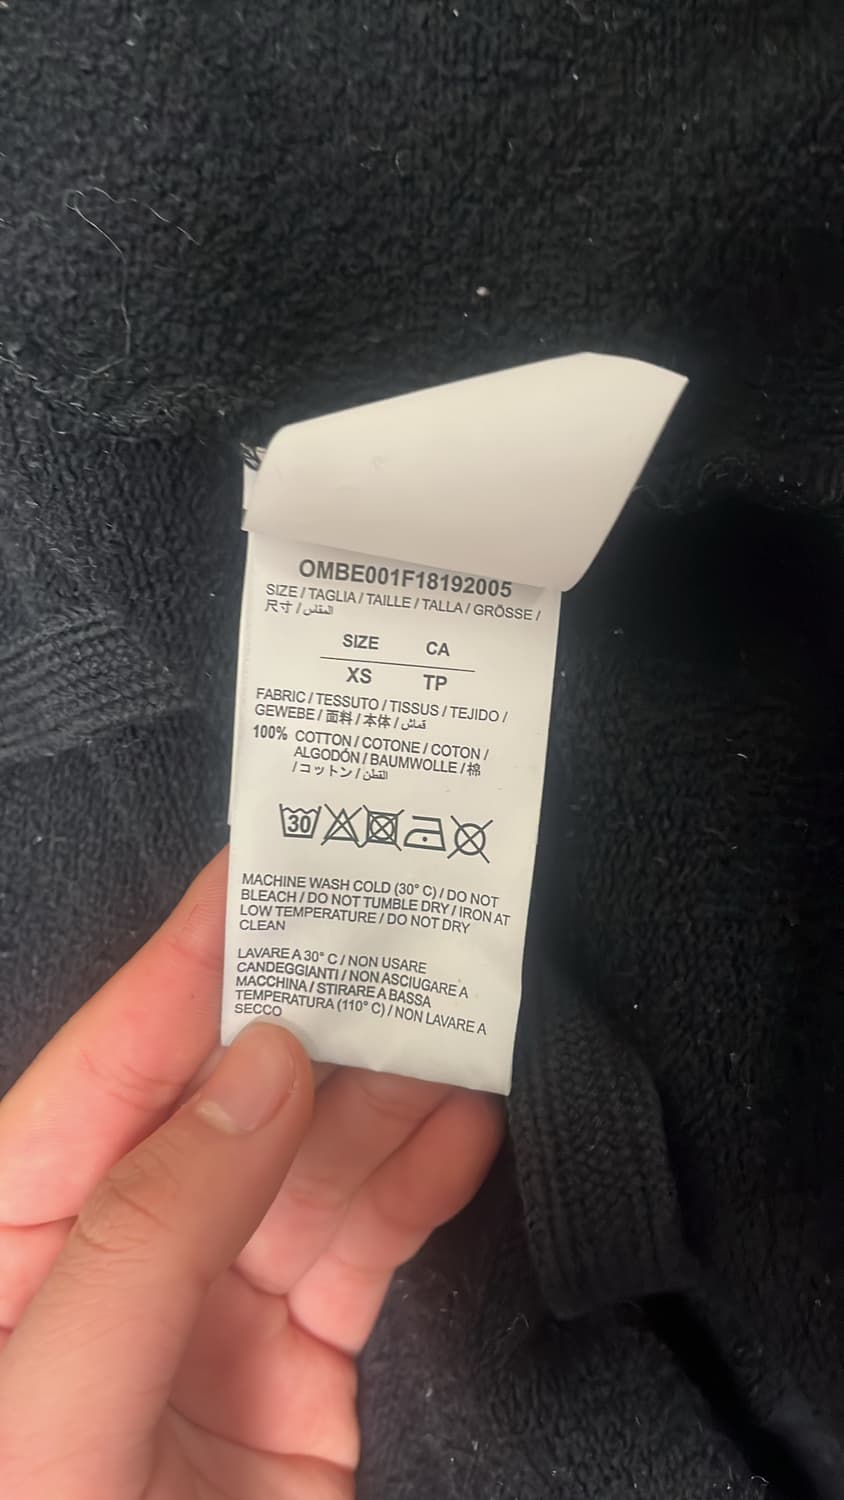 OMBE001F18192005
SIZE / TAGLIA / TAILLE / TALLA / GRÖSSE /
尺寸 / المقاس
SIZE CA
XS TP
FABRIC / TESSUTO / TISSUS / TEJIDO /
GEWEBE / 面料 / 本体 / قماش
100% COTTON / COTONE / COTON /
ALGODÓN / BAUMWOLLE / 棉
/ コットン / القطن
30
MACHINE WASH COLD (30° C) / DO NOT
BLEACH / DO NOT TUMBLE DRY / IRON AT
LOW TEMPERATURE / DO NOT DRY
CLEAN
LAVARE A 30° C / NON USARE
CANDEGGIANTI / NON ASCIUGARE A
MACCHINA / STIRARE A BASSA
TEMPERATURA (110° C) / NON LAVARE A
SECCO